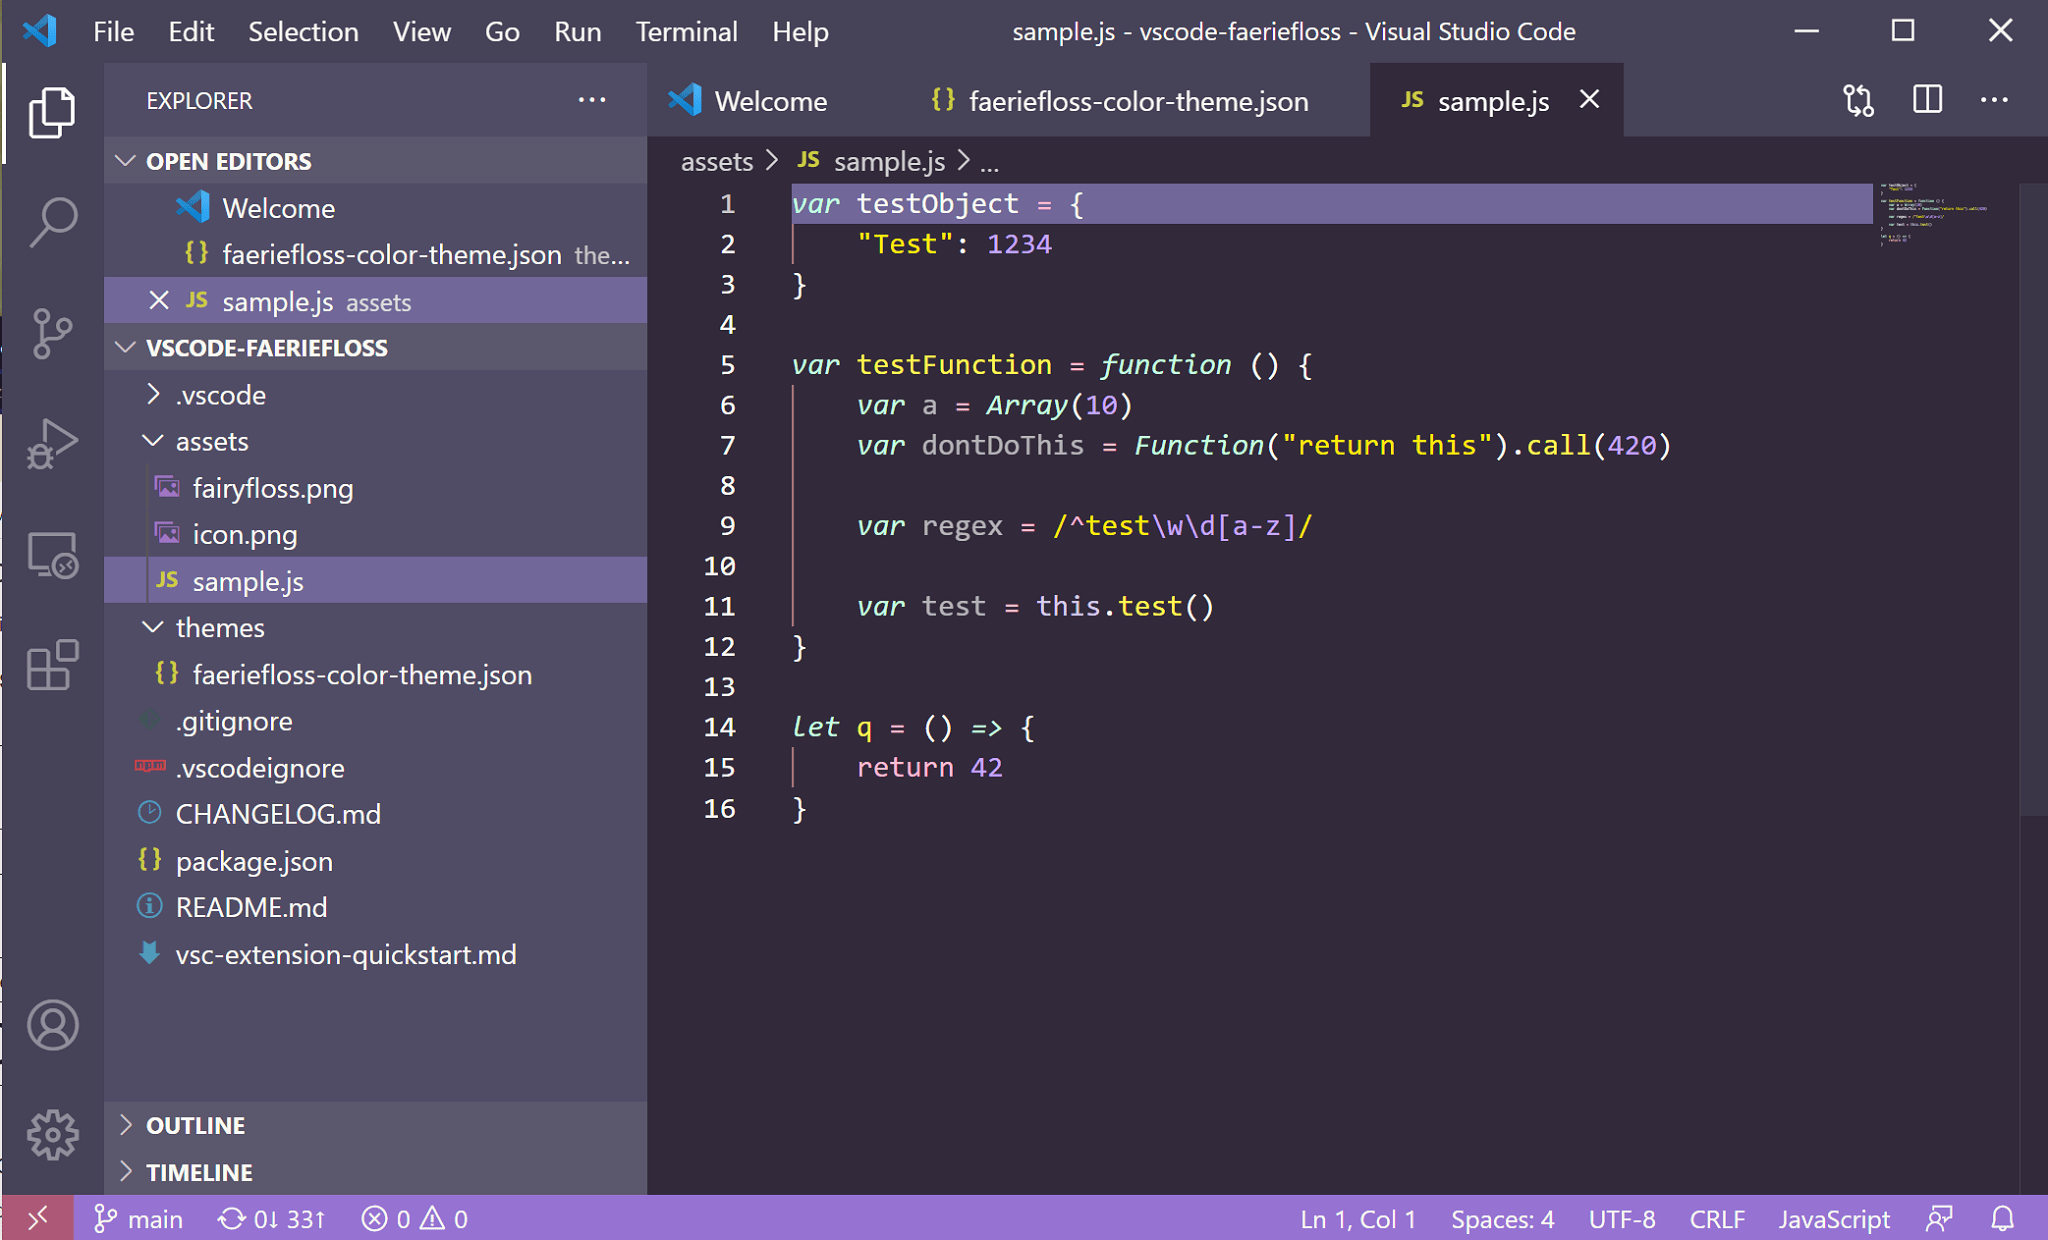 File Edit Selection View Go Run Terminal Help sample.js - vscode-faeriefloss - Visual Studio Code
EXPLORER
OPEN EDITORS
Welcome
{} faeriefloss-color-theme.json the...
JS sample.js assets
VSCODE-FAERIEFLOSS
.vscode
assets
fairyfloss.png
icon.png
JS sample.js
themes
{} faeriefloss-color-theme.json
.gitignore
npm .vscodeignore
CHANGELOG.md
{} package.json
README.md
vsc-extension-quickstart.md
OUTLINE
TIMELINE
Welcome {} faeriefloss-color-theme.json JS sample.js
assets > JS sample.js > ...
1 var testObject = {
2     "Test": 1234
3 }
4
5 var testFunction = function () {
6     var a = Array(10)
7     var dontDoThis = Function("return this").call(420)
8
9     var regex = /^test\w\d[a-z]/
10
11     var test = this.test()
12 }
13
14 let q = () => {
15     return 42
16 }
main 0↓ 33↑ 0 0 Ln 1, Col 1 Spaces: 4 UTF-8 CRLF JavaScript